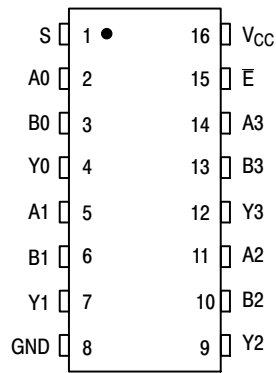 S 1 16 VCC
A0 2 15 E̅
B0 3 14 A3
Y0 4 13 B3
A1 5 12 Y3
B1 6 11 A2
Y1 7 10 B2
GND 8 9 Y2